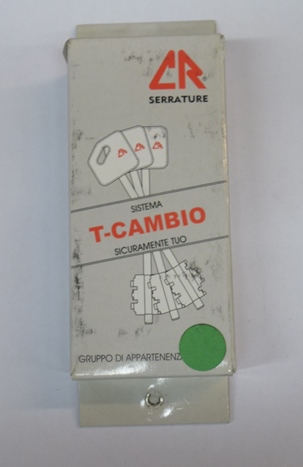 CR
SERRATURE
SISTEMA
T-CAMBIO
SICURAMENTE TUO
GRUPPO DI APPARTENENZ